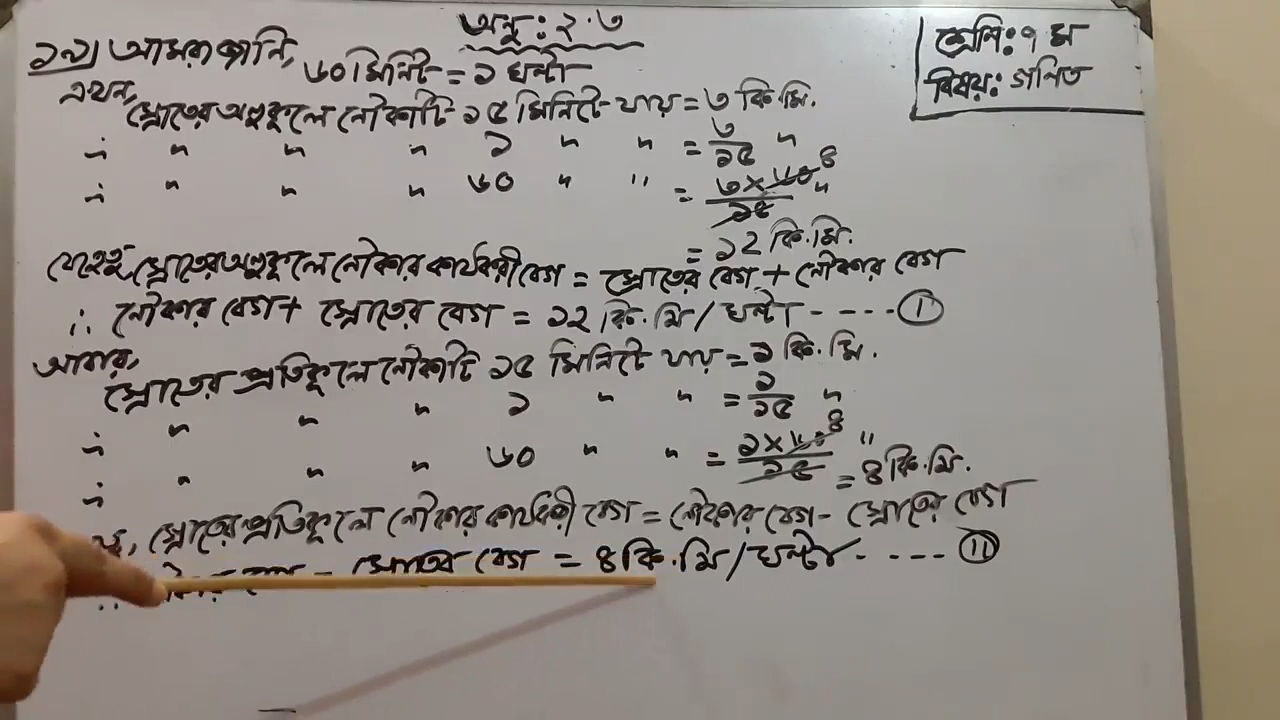 অনু: ২.৩
শ্রেণি: ৭ম
বিষয়: গণিত
১৭) আমরা জানি,
৬০ মিনিট = ১ ঘন্টা
এখন,
স্রোতের অনুকূলে নৌকাটি ১৫ মিনিটে যায় = ৩ কি.মি.
∴ " " " ১ " " = ৩/১৫ "
∴ " " " ৬০ " " = ৩×৬০ ৪/১৫ "
= ১২ কি.মি.
যেহেতু, স্রোতের অনুকূলে নৌকার কার্যকরী বেগ = স্রোতের বেগ + নৌকার বেগ
∴ নৌকার বেগ + স্রোতের বেগ = ১২ কি.মি/ঘন্টা - - - - (i)
আবার,
স্রোতের প্রতিকূলে নৌকাটি ১৫ মিনিটে যায় = ১ কি.মি.
∴ " " " ১ " " = ১/১৫ "
∴ " " " ৬০ " " = ১×৬০ ৪/১৫ "
= ৪ কি.মি.
স্রোতের প্রতিকূলে নৌকার কার্যকরী বেগ = নৌকার বেগ - স্রোতের বেগ
∴ - স্রোতের বেগ = ৪ কি.মি/ঘন্টা - - - - (ii)